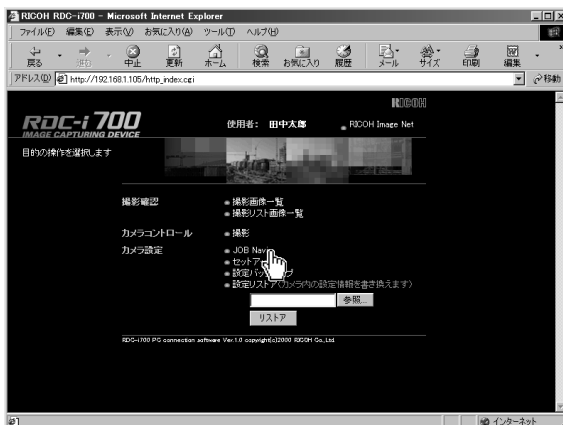 RICOH RDC-i700 - Microsoft Internet Explorer
ファイル(F) 編集(E) 表示(V) お気に入り(A) ツール(T) ヘルプ(H)
戻る 進む 中止 更新 ホーム 検索 お気に入り 履歴 メール サイズ 印刷 編集
アドレス(D) http://192.168.1.105/http_index.cgi 移動
RICOH
RDC-i 700
IMAGE CAPTURING DEVICE
使用者: 田中太郎
RICOH Image Net
目的の操作を選択します
撮影確認
撮影画像一覧
撮影リスト画像一覧
カメラコントロール
撮影
カメラ設定
JOB Navi
セットア
設定バックアップ
設定リストア(カメラ内の設定情報を書き換えます)
参照...
リストア
RDC-i700 PC connection software Ver.1.0 copyright(c)2000 RICOH Co.,Ltd.
インターネット